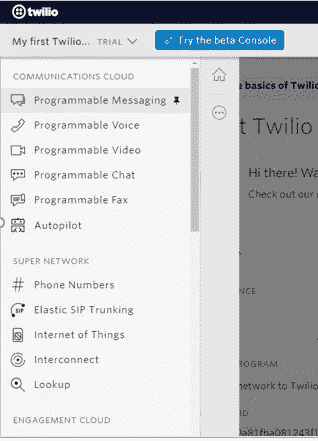 twilio
My first Twilio... TRIAL Try the beta Console
COMMUNICATIONS CLOUD
Programmable Messaging
Programmable Voice
Programmable Video
Programmable Chat
Programmable Fax
Autopilot
SUPER NETWORK
Phone Numbers
Elastic SIP Trunking
Internet of Things
Interconnect
Lookup
ENGAGEMENT CLOUD
basics of Twilio
t Twilio
Hi there! Wa
Check out our
NCE
ROGRAM
network to Twilio
ID